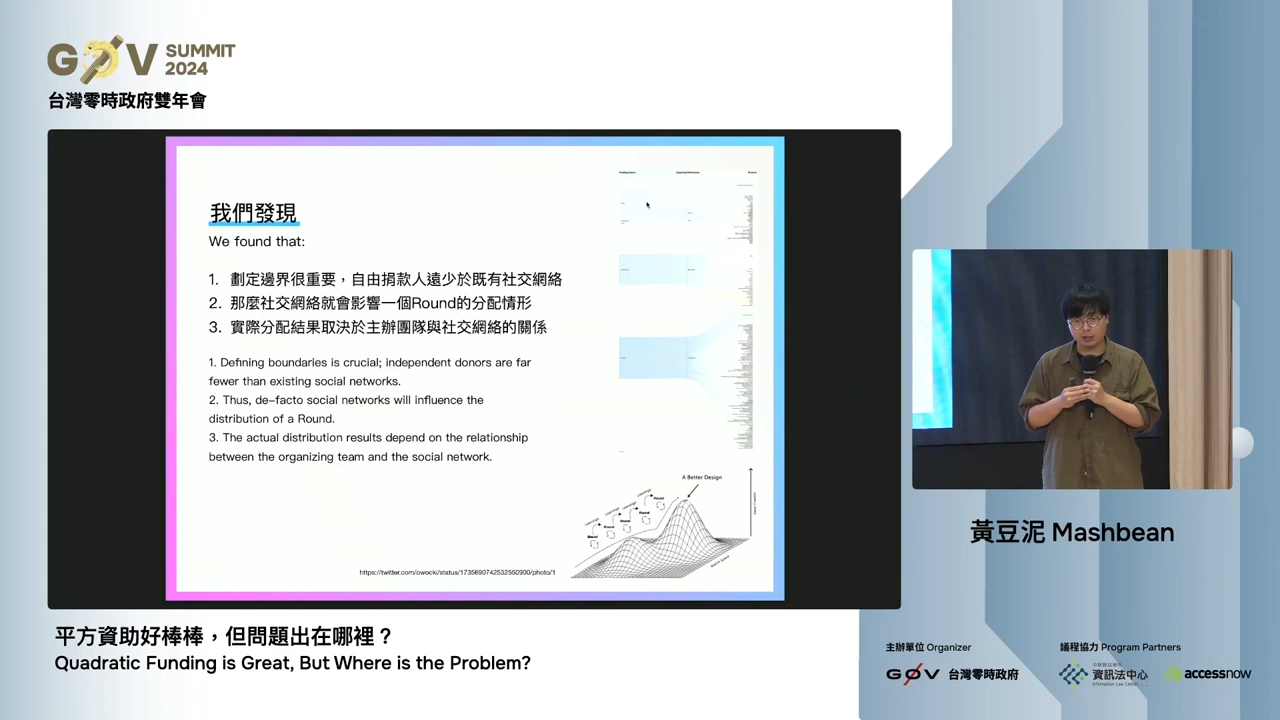 G0V SUMMIT 2024
台灣零時政府雙年會
我們發現
We found that:
1. 劃定邊界很重要，自由捐款人遠少於既有社交網絡
2. 那麼社交網絡就會影響一個Round的分配情形
3. 實際分配結果取決於主辦團隊與社交網絡的關係
1. Defining boundaries is crucial; independent donors are far
fewer than existing social networks.
2. Thus, de-facto social networks will influence the
distribution of a Round.
3. The actual distribution results depend on the relationship
between the organizing team and the social network.
A Better Design
https://twitter.com/owocki/status/1735690742532550900/photo/1
黃豆泥 Mashbean
平方資助好棒棒，但問題出在哪裡？
Quadratic Funding is Great, But Where is the Problem?
主辦單位 Organizer
G0V 台灣零時政府
議程協力 Program Partners
資訊法中心
Information Law Center
accessnow